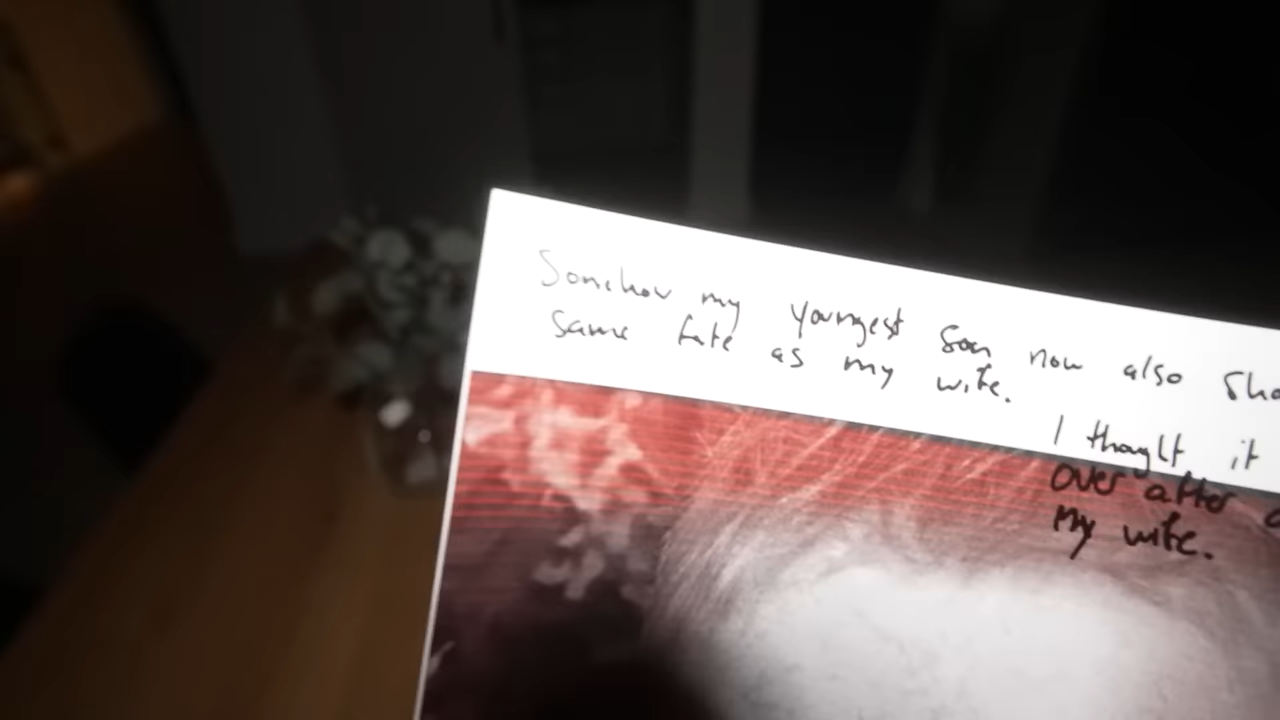 Somehow my youngest son now also
same fate as my wife.
I thought it
over after
my wife.